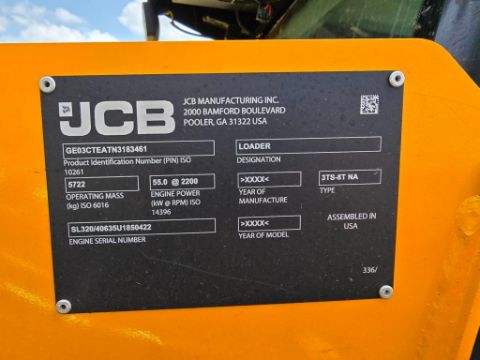 JCB
JCB MANUFACTURING INC.
2000 BAMFORD BOULEVARD
POOLER, GA 31322 USA
GE03CTEATN3183461
Product Identification Number (PIN) ISO
10261
LOADER
DESIGNATION
5722
OPERATING MASS
(kg) ISO 6016
55.0 @ 2200
ENGINE POWER
(kW @ RPM) ISO
14396
>XXXX<
YEAR OF
MANUFACTURE
3TS-8T NA
TYPE
SL320/40635U1850422
ENGINE SERIAL NUMBER
>XXXX<
YEAR OF MODEL
ASSEMBLED IN
USA
336/